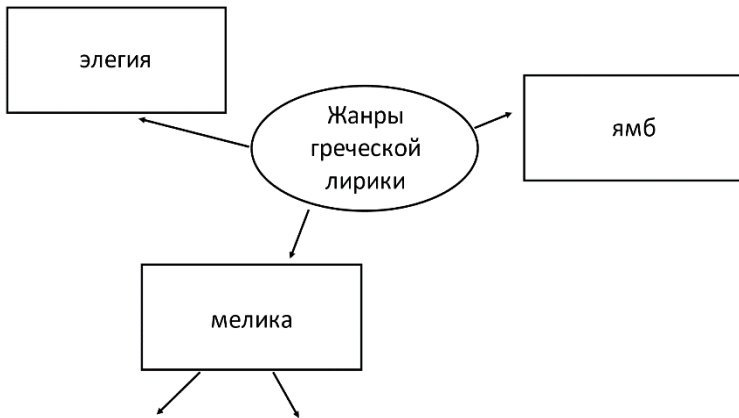 элегия
Жанры
греческой
лирики
ямб
мелика